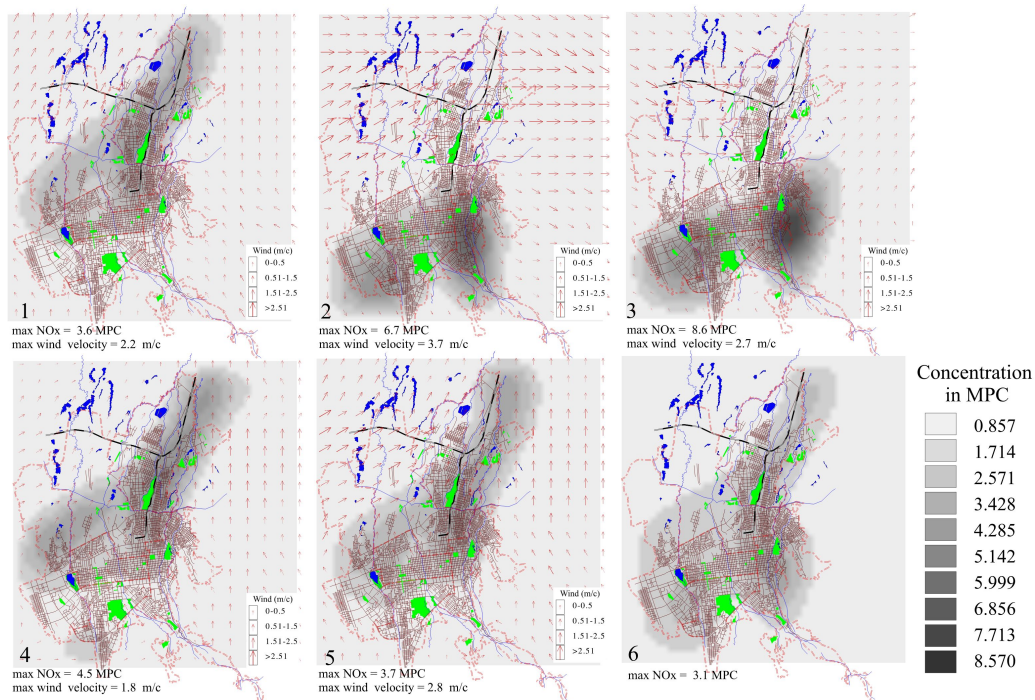 Wind (m/c)
0-0.5
0.51-1.5
1.51-2.5
>2.51
1
max NOx = 3.6 MPC
max wind velocity = 2.2 m/c
Wind (m/c)
0-0.5
0.51-1.5
1.51-2.5
>2.51
2
max NOx = 6.7 MPC
max wind velocity = 3.7 m/c
Wind (m/c)
0-0.5
0.51-1.5
1.51-2.5
>2.51
3
max NOx = 8.6 MPC
max wind velocity = 2.7 m/c
Wind (m/c)
0-0.5
0.51-1.5
1.51-2.5
>2.51
4
max NOx = 4.5 MPC
max wind velocity = 1.8 m/c
Wind (m/c)
0-0.5
0.51-1.5
1.51-2.5
>2.51
5
max NOx = 3.7 MPC
max wind velocity = 2.8 m/c
6
max NOx = 3.1 MPC
Concentration
in MPC
0.857
1.714
2.571
3.428
4.285
5.142
5.999
6.856
7.713
8.570